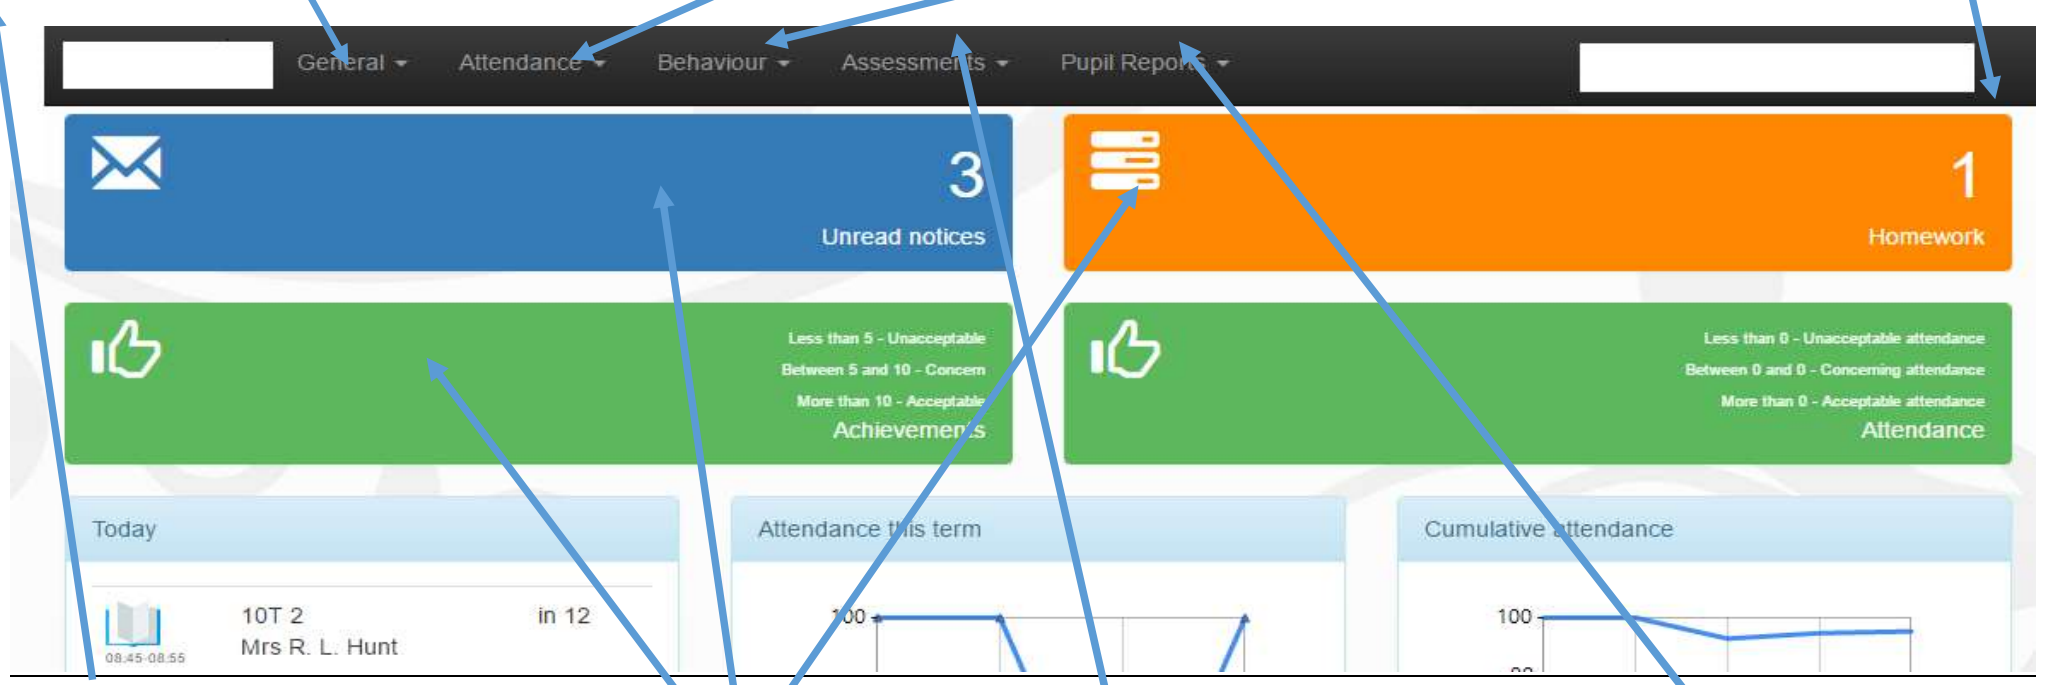 General Attendance Behaviour Assessments Pupil Reports
3
Unread notices
1
Homework
Less than 5 - Unacceptable
Between 5 and 10 - Concern
More than 10 - Acceptable
Achievements
Less than 0 - Unacceptable attendance
Between 0 and 0 - Concerning attendance
More than 0 - Acceptable attendance
Attendance
Today
10T 2 in 12
Mrs R. L. Hunt
08:45-08:55
Attendance this term
100
Cumulative attendance
100